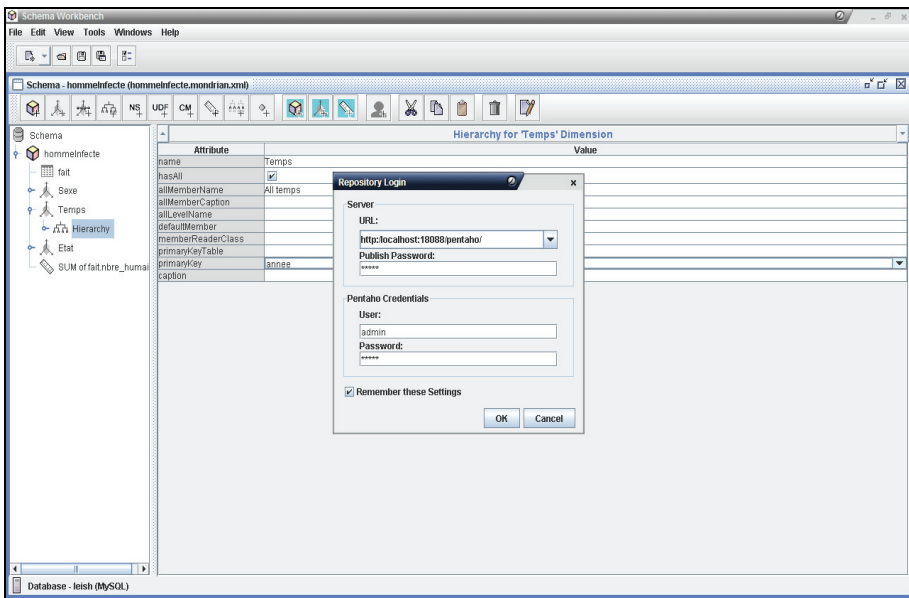 Schema Workbench
File Edit View Tools Windows Help
Schema - hommeInfecte (hommeInfecte.mondrian.xml)
NS UDF CM
Schema
hommeInfecte
fait
Sexe
Temps
Hierarchy
Etat
SUM of fait.nbre_humai
Hierarchy for 'Temps' Dimension
Attribute Value
name Temps
hasAll
allMemberName All temps
allMemberCaption
allLevelName
defaultMember
memberReaderClass
primaryKeyTable
primaryKey annee
caption
Repository Login
Server
URL:
http:localhost:18088/pentaho/
Publish Password:
*****
Pentaho Credentials
User:
admin
Password:
*****
Remember these Settings
OK Cancel
Database - leish (MySQL)